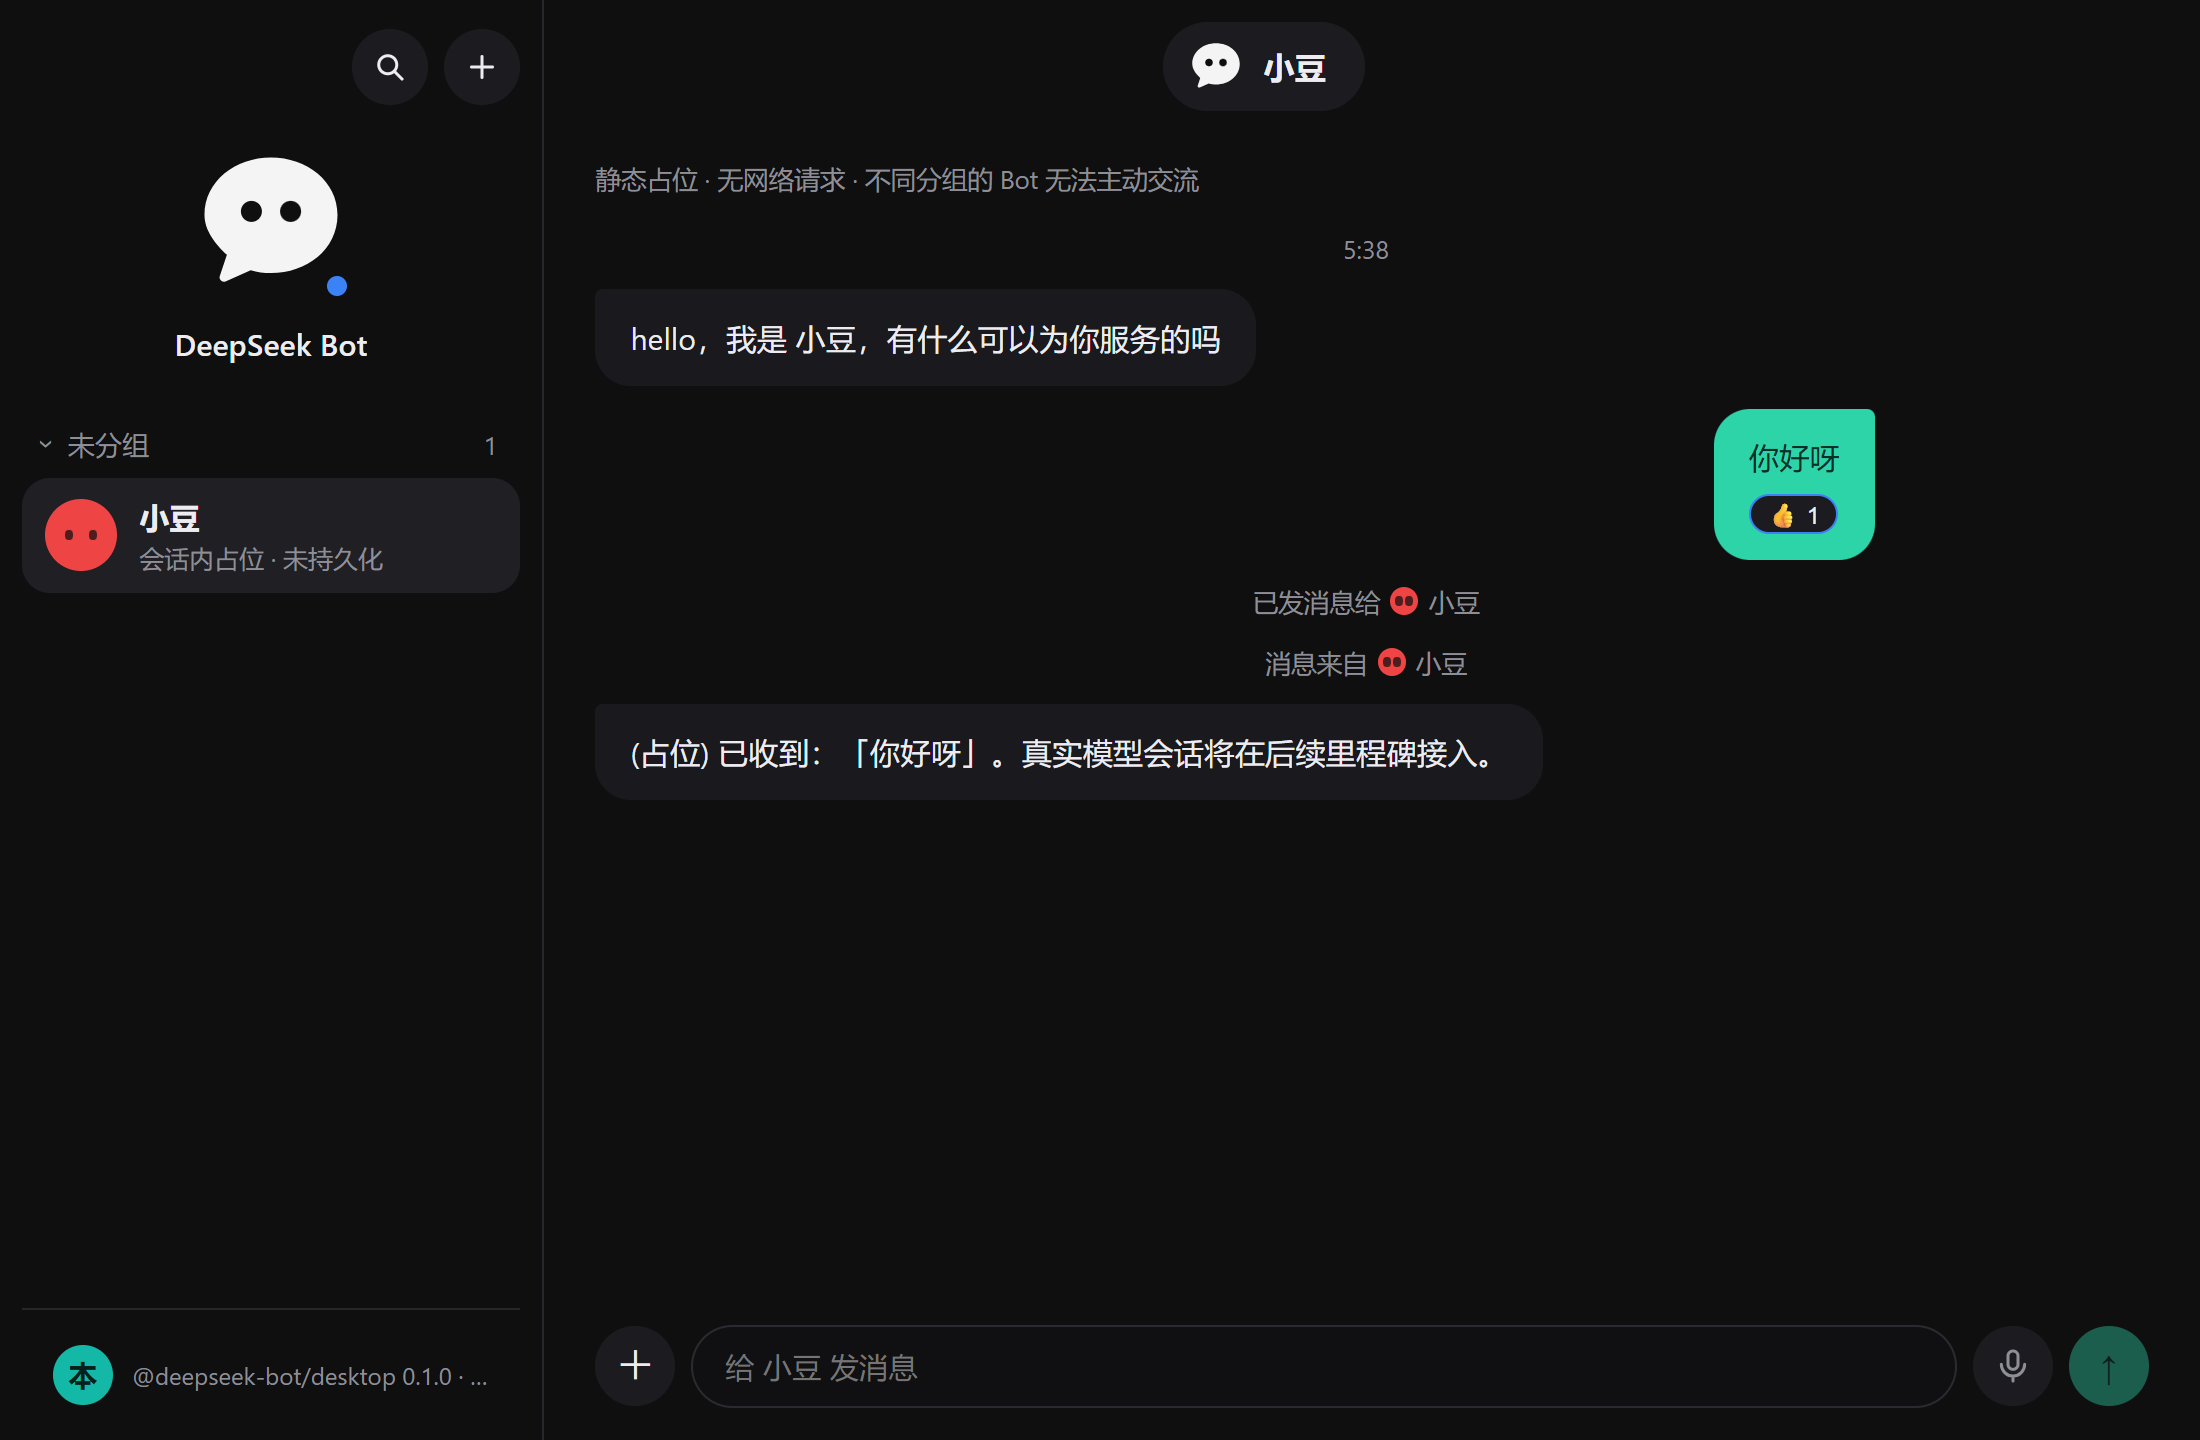 DeepSeek Bot
未分组 1
小豆
会话内占位 · 未持久化
本 @deepseek-bot/desktop 0.1.0 · ...
小豆
静态占位 · 无网络请求 · 不同分组的 Bot 无法主动交流
5:38
hello，我是 小豆，有什么可以为你服务的吗
你好呀
👍 1
已发消息给 小豆
消息来自 小豆
(占位) 已收到：「你好呀」。真实模型会话将在后续里程碑接入。
给 小豆 发消息